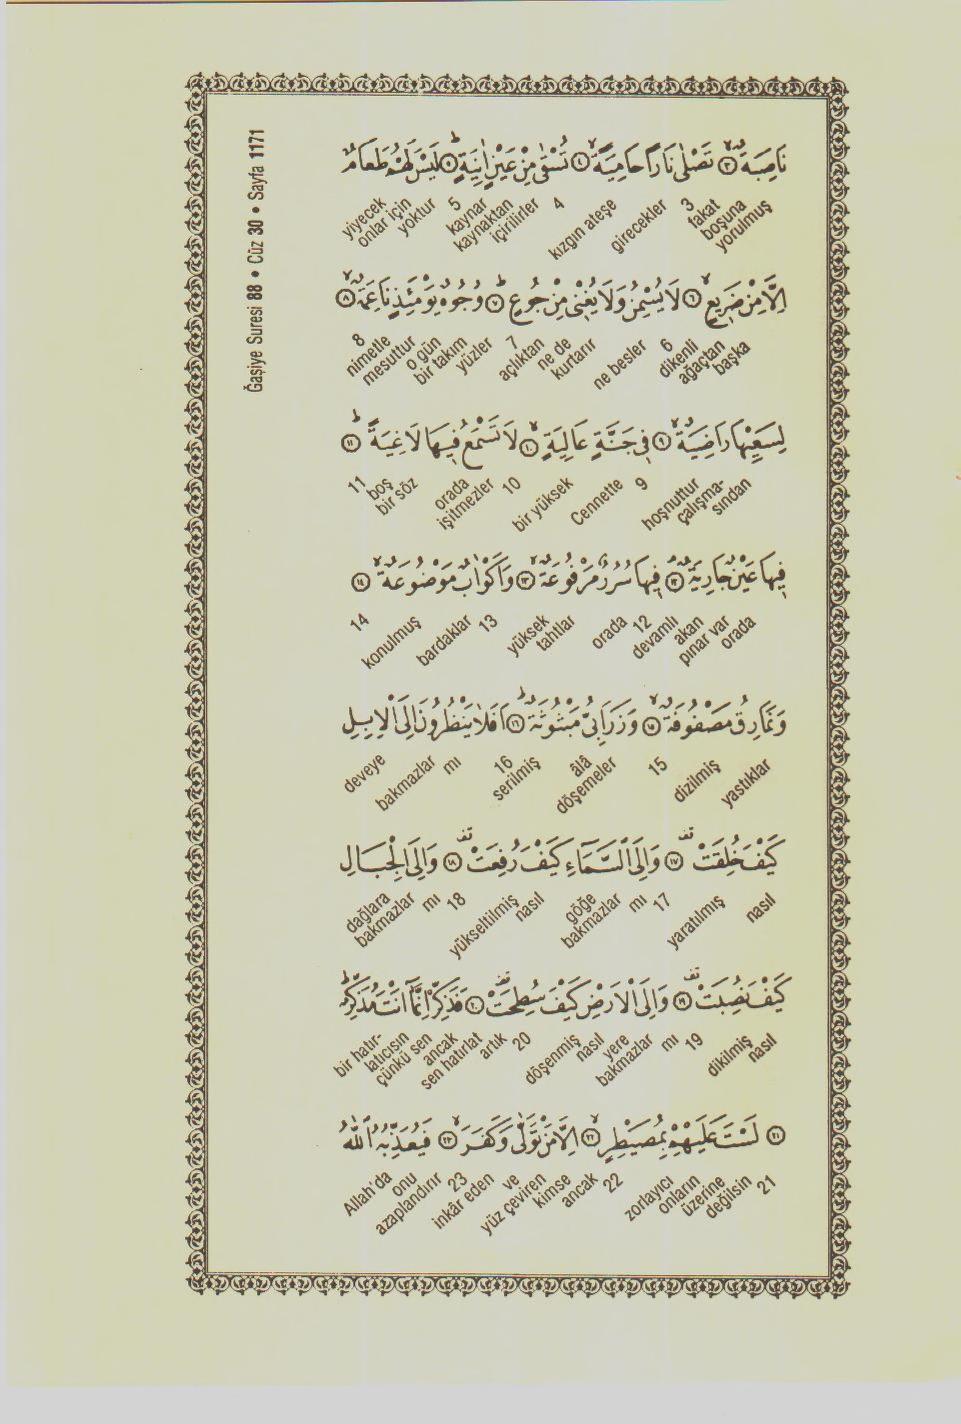 Ğaşiye Suresi 88 • Cüz 30 • Sayfa 1171
نَاصِبَةٌۙ ﴿٣﴾ تَصْلٰى نَارًا حَامِيَةًۙ ﴿٤﴾ تُسْقٰى مِنْ عَيْنٍ اٰنِيَةٍۜ ﴿٥﴾ لَيْسَ لَهُمْ طَعَامٌ
fakat boşuna yorulmuş 3 girecekler kızgın ateşe 4 kaynar kaynaktan içirilirler 5 yiyecek onlar için yoktur
اِلَّا مِنْ ضَرِيعٍۙ ﴿٦﴾ لَا يُسْمِنُ وَلَا يُغْنٖى مِنْ جُوعٍۜ ﴿٧﴾ وُجُوهٌ يَوْمَئِذٍ نَاعِمَةٌۙ ﴿٨﴾
dikenli ağaçtan başka 6 ne besler ne de kurtarır açlıktan 7 o gün bir takım yüzler nimetle mesuttur 8
لِسَعْيِهَا رَاضِيَةٌۙ ﴿٩﴾ فٖى جَنَّةٍ عَالِيَةٍۙ ﴿١٠﴾ لَا تَسْمَعُ فٖيهَا لَاغِيَةًۜ ﴿١١﴾
hoşnuttur çalışma- sından 9 Cennette bir yüksek 10 orada işitmezler boş bir söz 11
فٖيهَا عَيْنٌ جَارِيَةٌۘ ﴿١٢﴾ فٖيهَا سُرُرٌ مَرْفُوعَةٌۙ ﴿١٣﴾ وَاَكْوَابٌ مَوْضُوعَةٌۙ ﴿١٤﴾
devamlı akan pınar var orada 12 orada yüksek tahtlar 13 bardaklar konulmuş 14
وَنَمَارِقُ مَصْفُوفَةٌۙ ﴿١٥﴾ وَزَرَابِىُّ مَبْثُوثَةٌۜ ﴿١٦﴾ اَفَلَا يَنْظُرُونَ اِلَى الْاِبِلِ
yastıklar dizilmiş 15 âlâ döşemeler serilmiş 16 mı bakmazlar deveye
كَيْفَ خُلِقَتْ۠ ﴿١٧﴾ وَاِلَى السَّمَٓاءِ كَيْفَ رُفِعَتْ۠ ﴿١٨﴾ وَاِلَى الْجِبَالِ
nasıl yaratılmış 17 mı göğe bakmazlar nasıl yükseltilmiş 18 mı dağlara bakmazlar
كَيْفَ نُصِبَتْ۠ ﴿١٩﴾ وَاِلَى الْاَرْضِ كَيْفَ سُطِحَتْ۠ ﴿٢٠﴾ فَذَكِّرْ اِنَّمَٓا اَنْتَ مُذَكِّرٌۜ
nasıl dikilmiş 19 mı yere bakmazlar nasıl döşenmiş 20 artık sen hatırlat ancak çünkü sen bir hatır- latıcısın
﴿٢١﴾ لَسْتَ عَلَيْهِمْ بِمُصَيْطِرٍۙ ﴿٢٢﴾ اِلَّا مَنْ تَوَلّٰى وَكَفَرَۙ ﴿٢٣﴾ فَيُعَذِّبُهُ اللّٰهُ
21 değilsin onların üzerine zorlayıcı 22 ancak kimse yüz çeviren ve inkâr eden 23 onu azaplandırır Allah'da